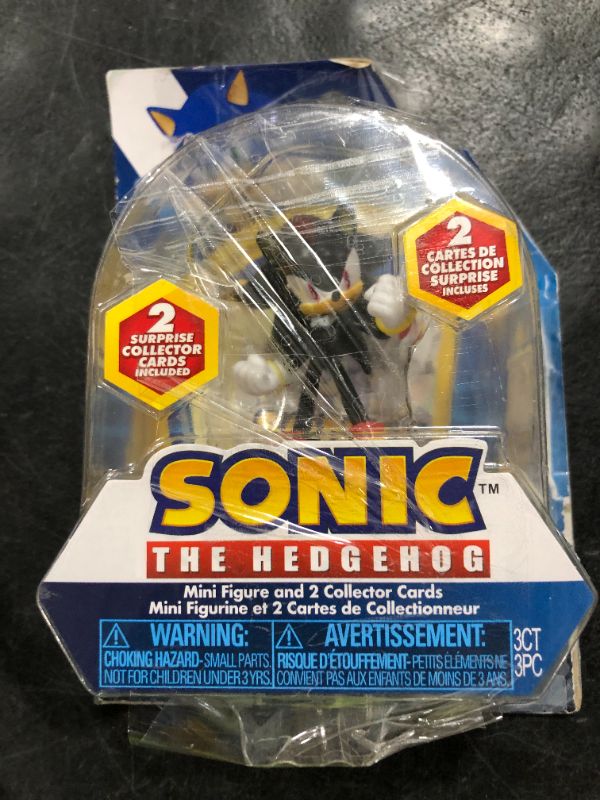 2
CARTES DE
COLLECTION
SURPRISE
INCLUSES
2
SURPRISE
COLLECTOR
CARDS
INCLUDED
SONIC TM
THE HEDGEHOG
Mini Figure and 2 Collector Cards
Mini Figurine et 2 Cartes de Collectionneur
WARNING:
CHOKING HAZARD-SMALL PARTS.
NOT FOR CHILDREN UNDER 3 YRS.
AVERTISSEMENT:
RISQUE D'ÉTOUFFEMENT-PETITS ÉLÉMENTS NE
CONVIENT PAS AUX ENFANTS DE MOINS DE 3 ANS.
3CT
3PC